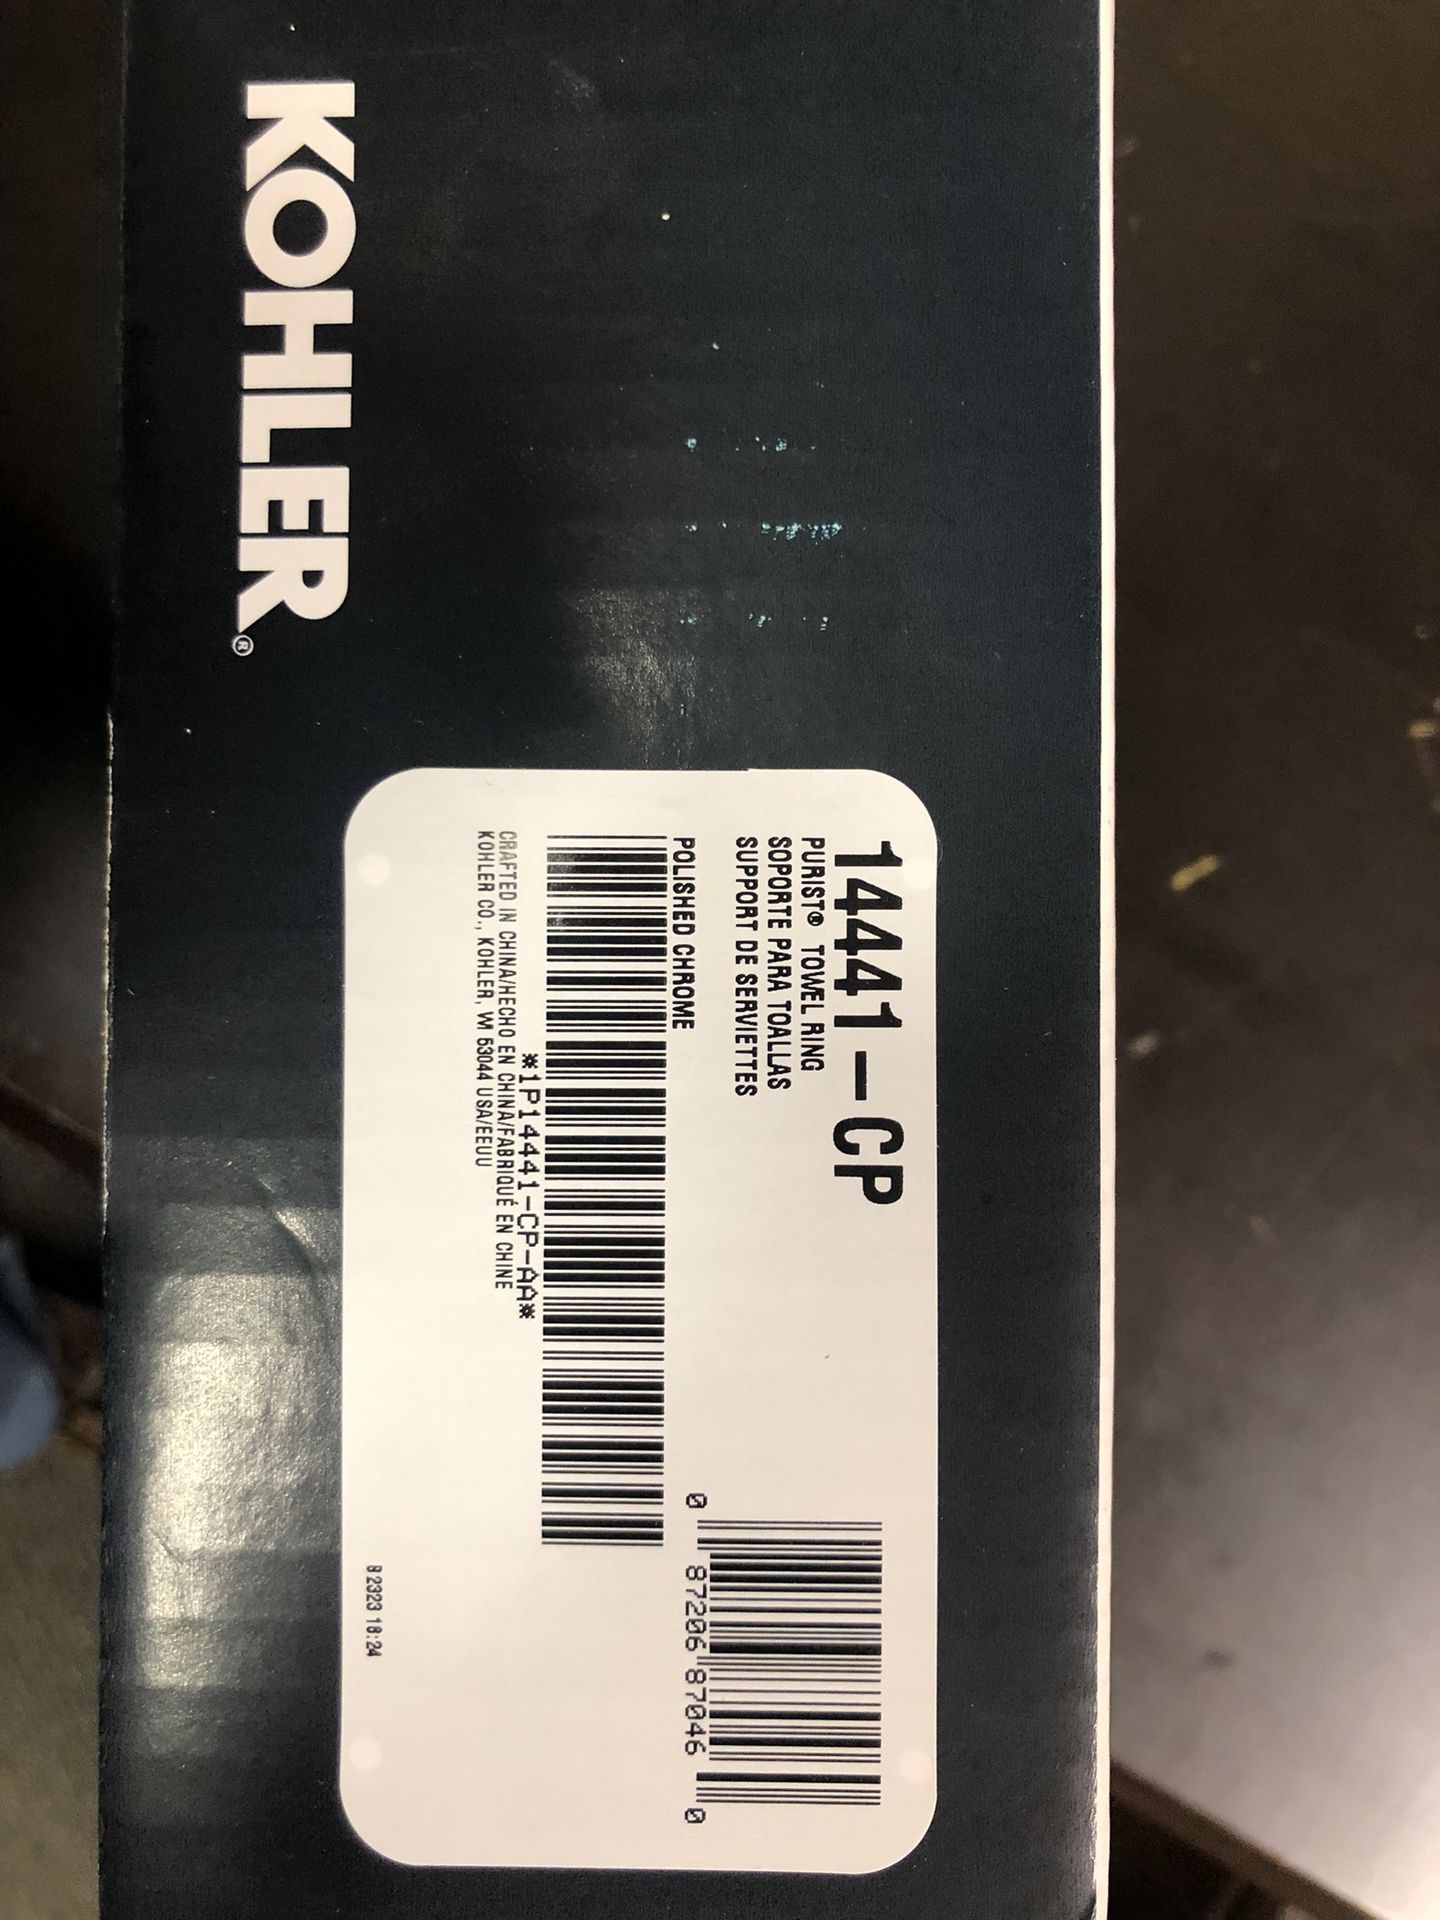 KOHLER®
14441-CP
PURIST® TOWEL RING
SOPORTE PARA TOALLAS
SUPPORT DE SERVIETTES
POLISHED CHROME
0 87206 87046 0
*1P14441-CP-AA*
CRAFTED IN CHINA/HECHO EN CHINA/FABRIQUÉ EN CHINE
KOHLER CO., KOHLER, WI 53044 USA/EEUU
B 2323 18:24